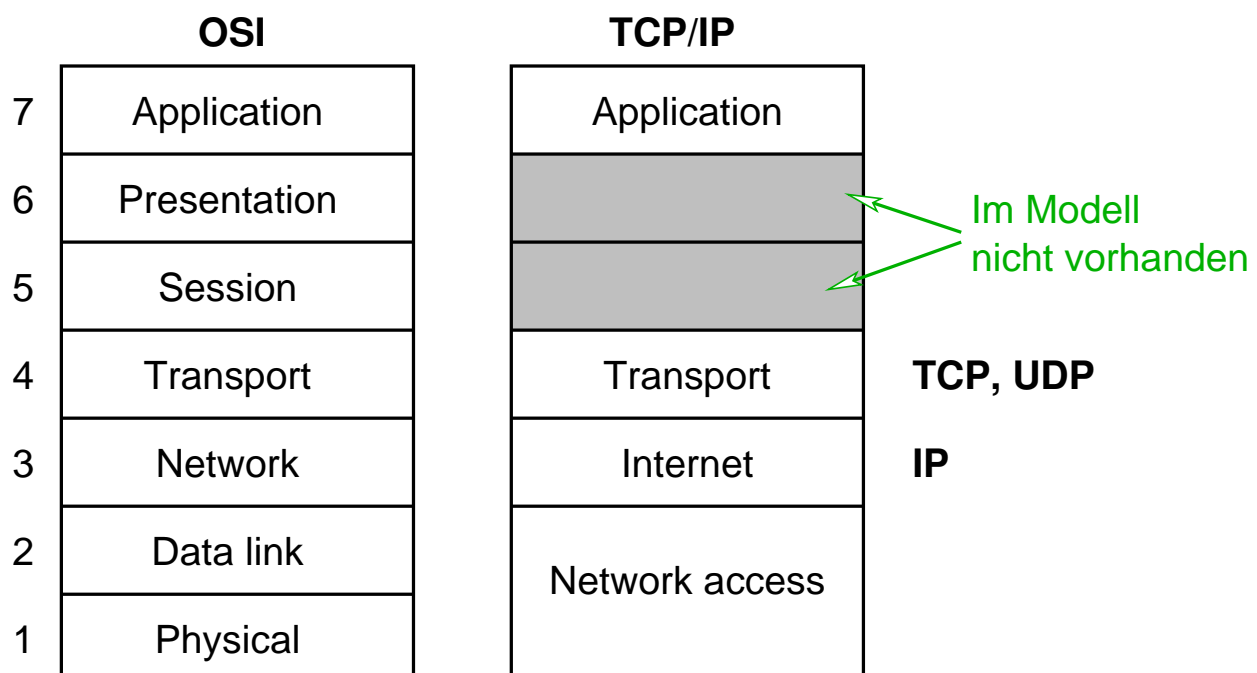 OSI TCP/IP
7 Application Application
6 Presentation
Im Modell
nicht vorhanden
5 Session
4 Transport Transport TCP, UDP
3 Network Internet IP
2 Data link
Network access
1 Physical